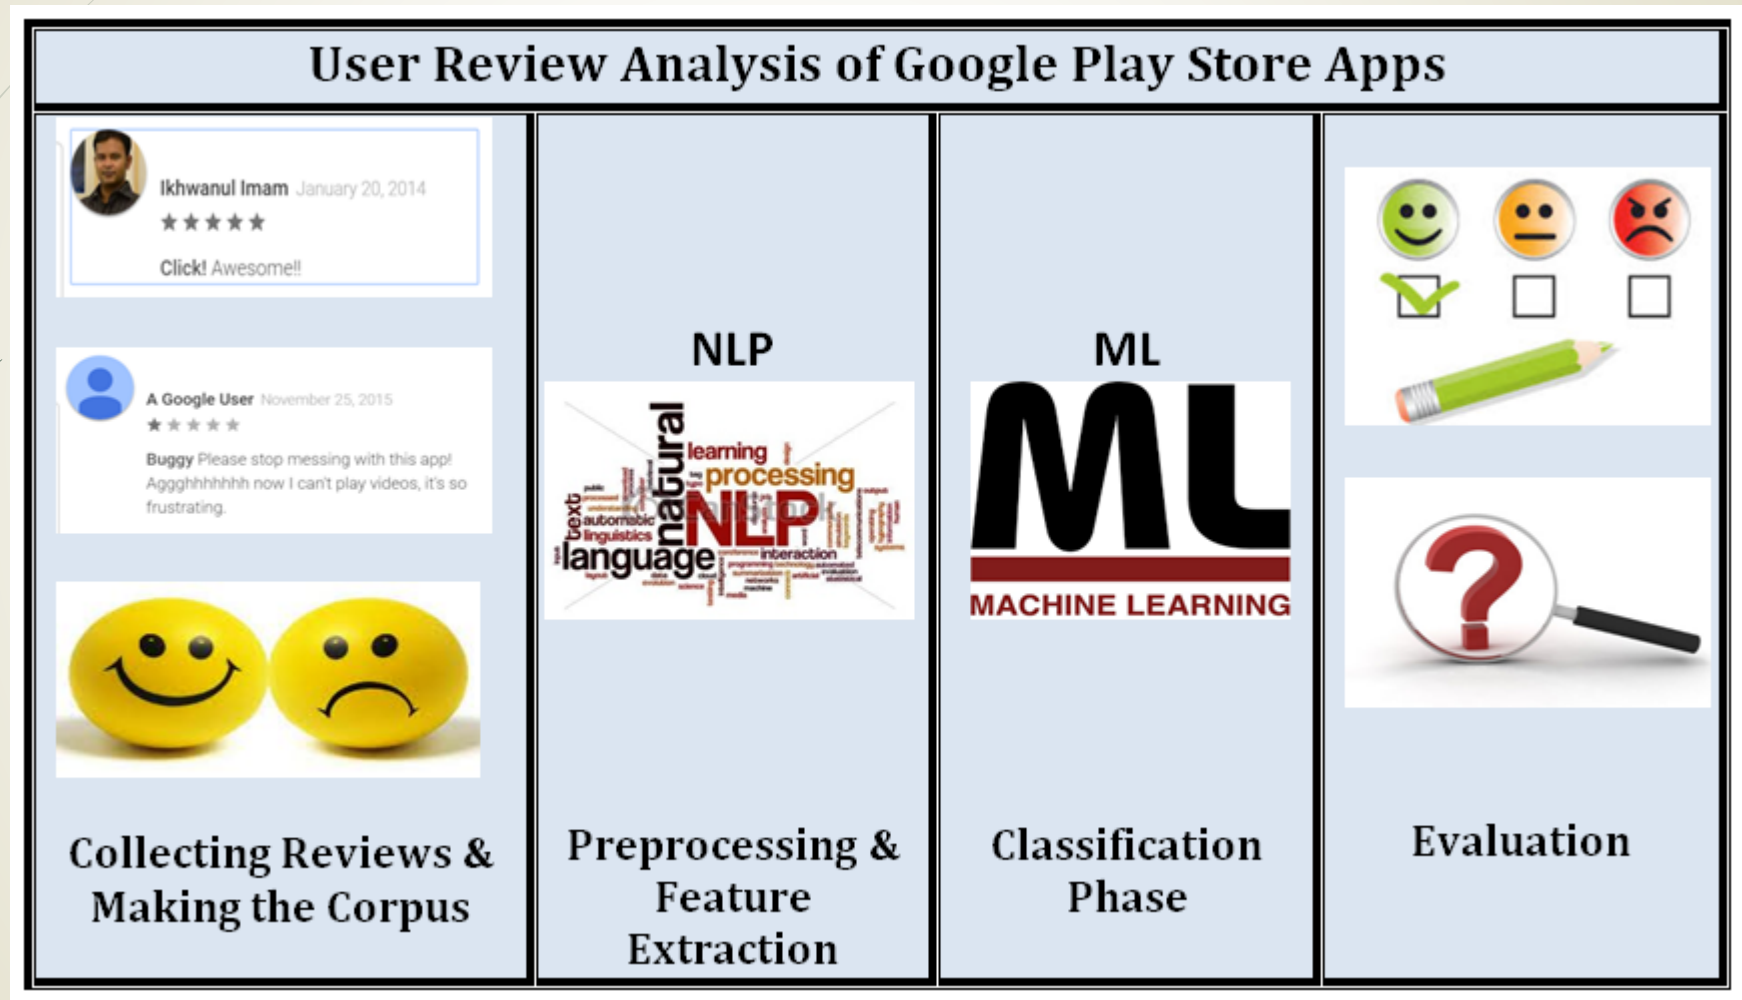 User Review Analysis of Google Play Store Apps
Ikhwanul Imam January 20, 2014
Click! Awesome!!
A Google User November 25, 2015
Buggy Please stop messing with this app!
Aggghhhhhhh now I can't play videos, it's so
frustrating.
Collecting Reviews &
Making the Corpus
NLP
natural
learning
processing
NLP
text
automatic
linguistics
language
interaction
Preprocessing &
Feature
Extraction
ML
ML
MACHINE LEARNING
Classification
Phase
Evaluation